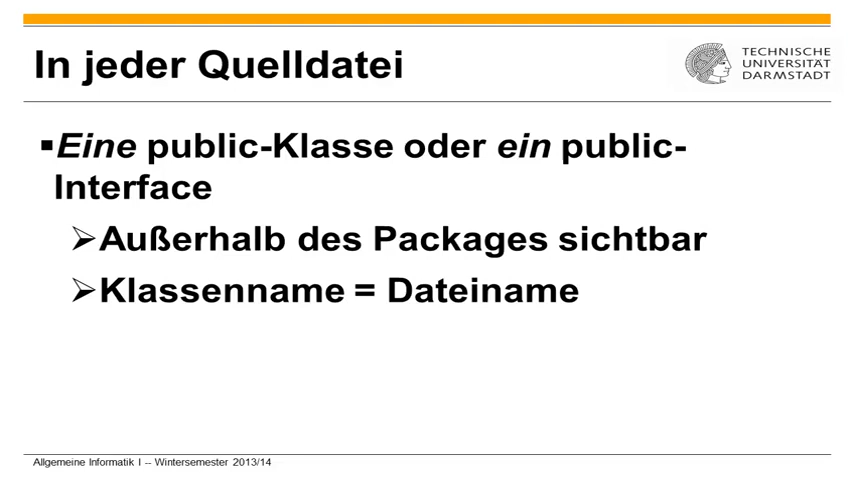 In jeder Quelldatei
TECHNISCHE
UNIVERSITÄT
DARMSTADT
▪Eine public-Klasse oder ein public-
Interface
➢Außerhalb des Packages sichtbar
➢Klassenname = Dateiname
Allgemeine Informatik I -- Wintersemester 2013/14